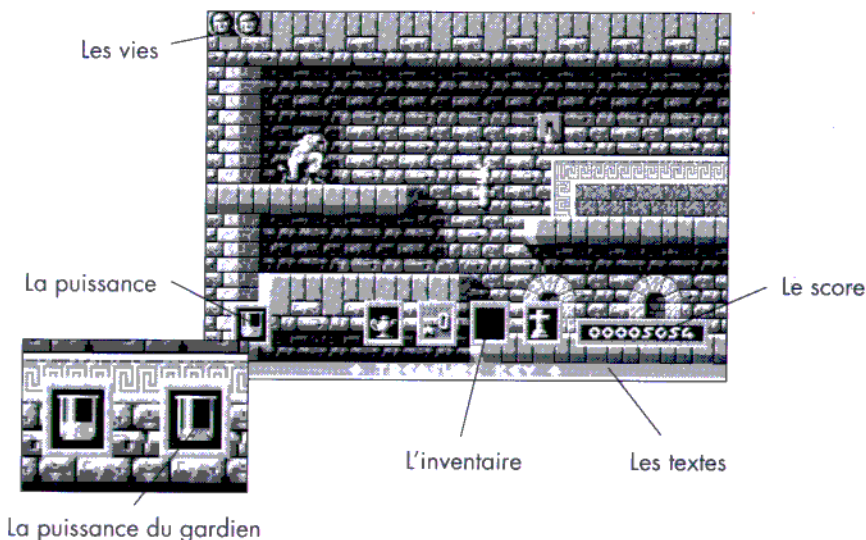 Les vies
La puissance
Le score
00005056
L'inventaire
Les textes
La puissance du gardien